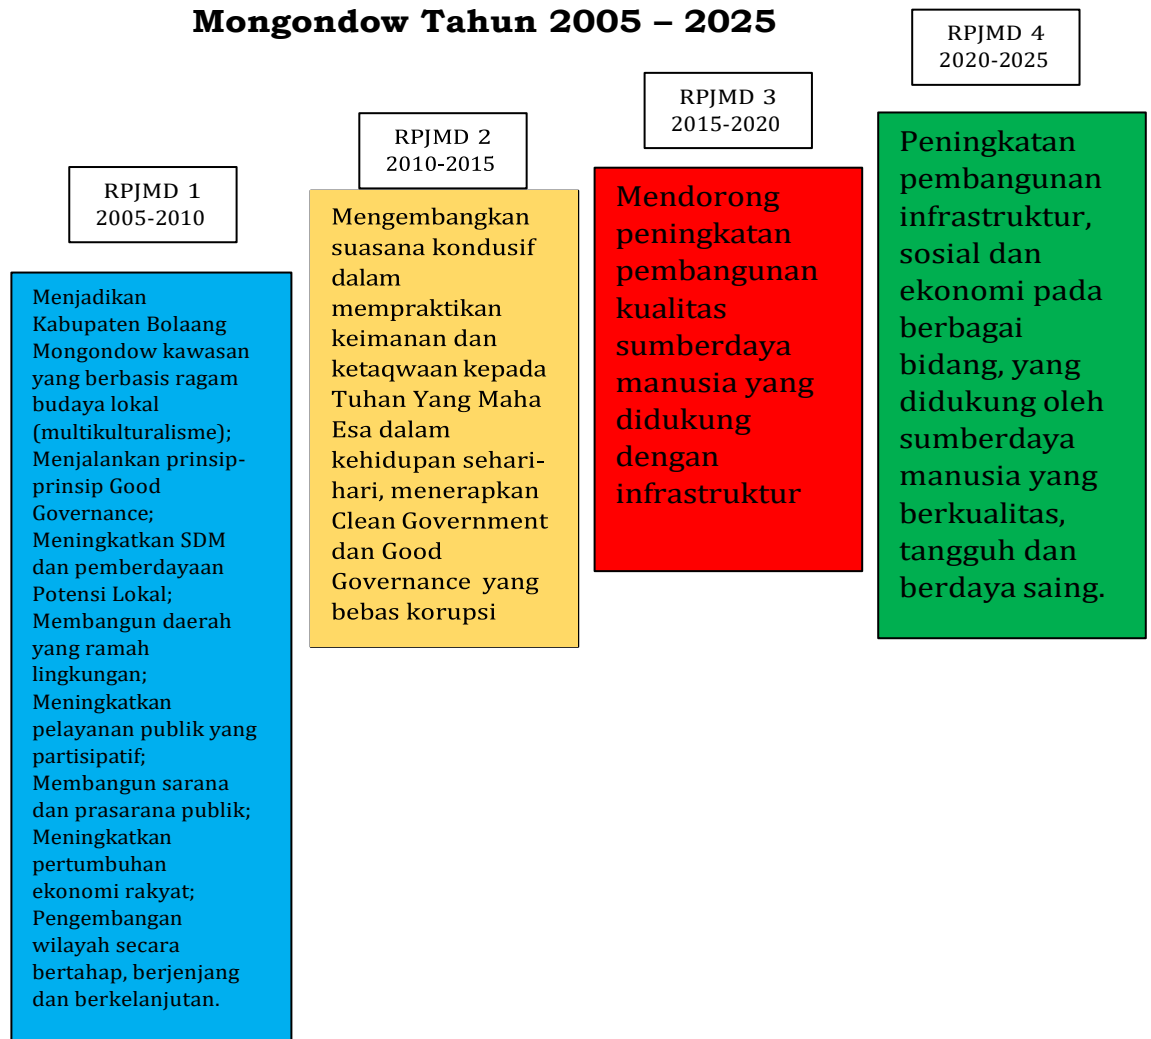 Mongondow Tahun 2005 – 2025
RPJMD 1
2005-2010
Menjadikan
Kabupaten Bolaang
Mongondow kawasan
yang berbasis ragam
budaya lokal
(multikulturalisme);
Menjalankan prinsip-
prinsip Good
Governance;
Meningkatkan SDM
dan pemberdayaan
Potensi Lokal;
Membangun daerah
yang ramah
lingkungan;
Meningkatkan
pelayanan publik yang
partisipatif;
Membangun sarana
dan prasarana publik;
Meningkatkan
pertumbuhan
ekonomi rakyat;
Pengembangan
wilayah secara
bertahap, berjenjang
dan berkelanjutan.
RPJMD 2
2010-2015
Mengembangkan
suasana kondusif
dalam
mempraktikan
keimanan dan
ketaqwaan kepada
Tuhan Yang Maha
Esa dalam
kehidupan sehari-
hari, menerapkan
Clean Government
dan Good
Governance yang
bebas korupsi
RPJMD 3
2015-2020
Mendorong
peningkatan
pembangunan
kualitas
sumberdaya
manusia yang
didukung
dengan
infrastruktur
RPJMD 4
2020-2025
Peningkatan
pembangunan
infrastruktur,
sosial dan
ekonomi pada
berbagai
bidang, yang
didukung oleh
sumberdaya
manusia yang
berkualitas,
tangguh dan
berdaya saing.